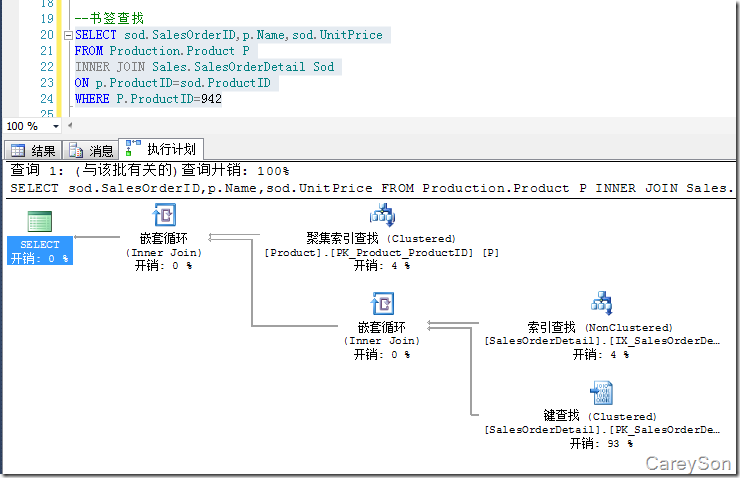 18
19 --书签查找
20 SELECT sod.SalesOrderID,p.Name,sod.UnitPrice
21 FROM Production.Product P
22 INNER JOIN Sales.SalesOrderDetail Sod
23 ON p.ProductID=sod.ProductID
24 WHERE P.ProductID=942
25
100 %
结果 消息 执行计划
查询 1: (与该批有关的)查询开销: 100%
SELECT sod.SalesOrderID,p.Name,sod.UnitPrice FROM Production.Product P INNER JOIN Sales.
SELECT
开销: 0 %
嵌套循环
(Inner Join)
开销: 0 %
聚集索引查找 (Clustered)
[Product].[PK_Product_ProductID] [P]
开销: 4 %
嵌套循环
(Inner Join)
开销: 0 %
索引查找 (NonClustered)
[SalesOrderDetail].[IX_SalesOrderDe…
开销: 4 %
键查找 (Clustered)
[SalesOrderDetail].[PK_SalesOrderDe…
开销: 93 %
CareySon